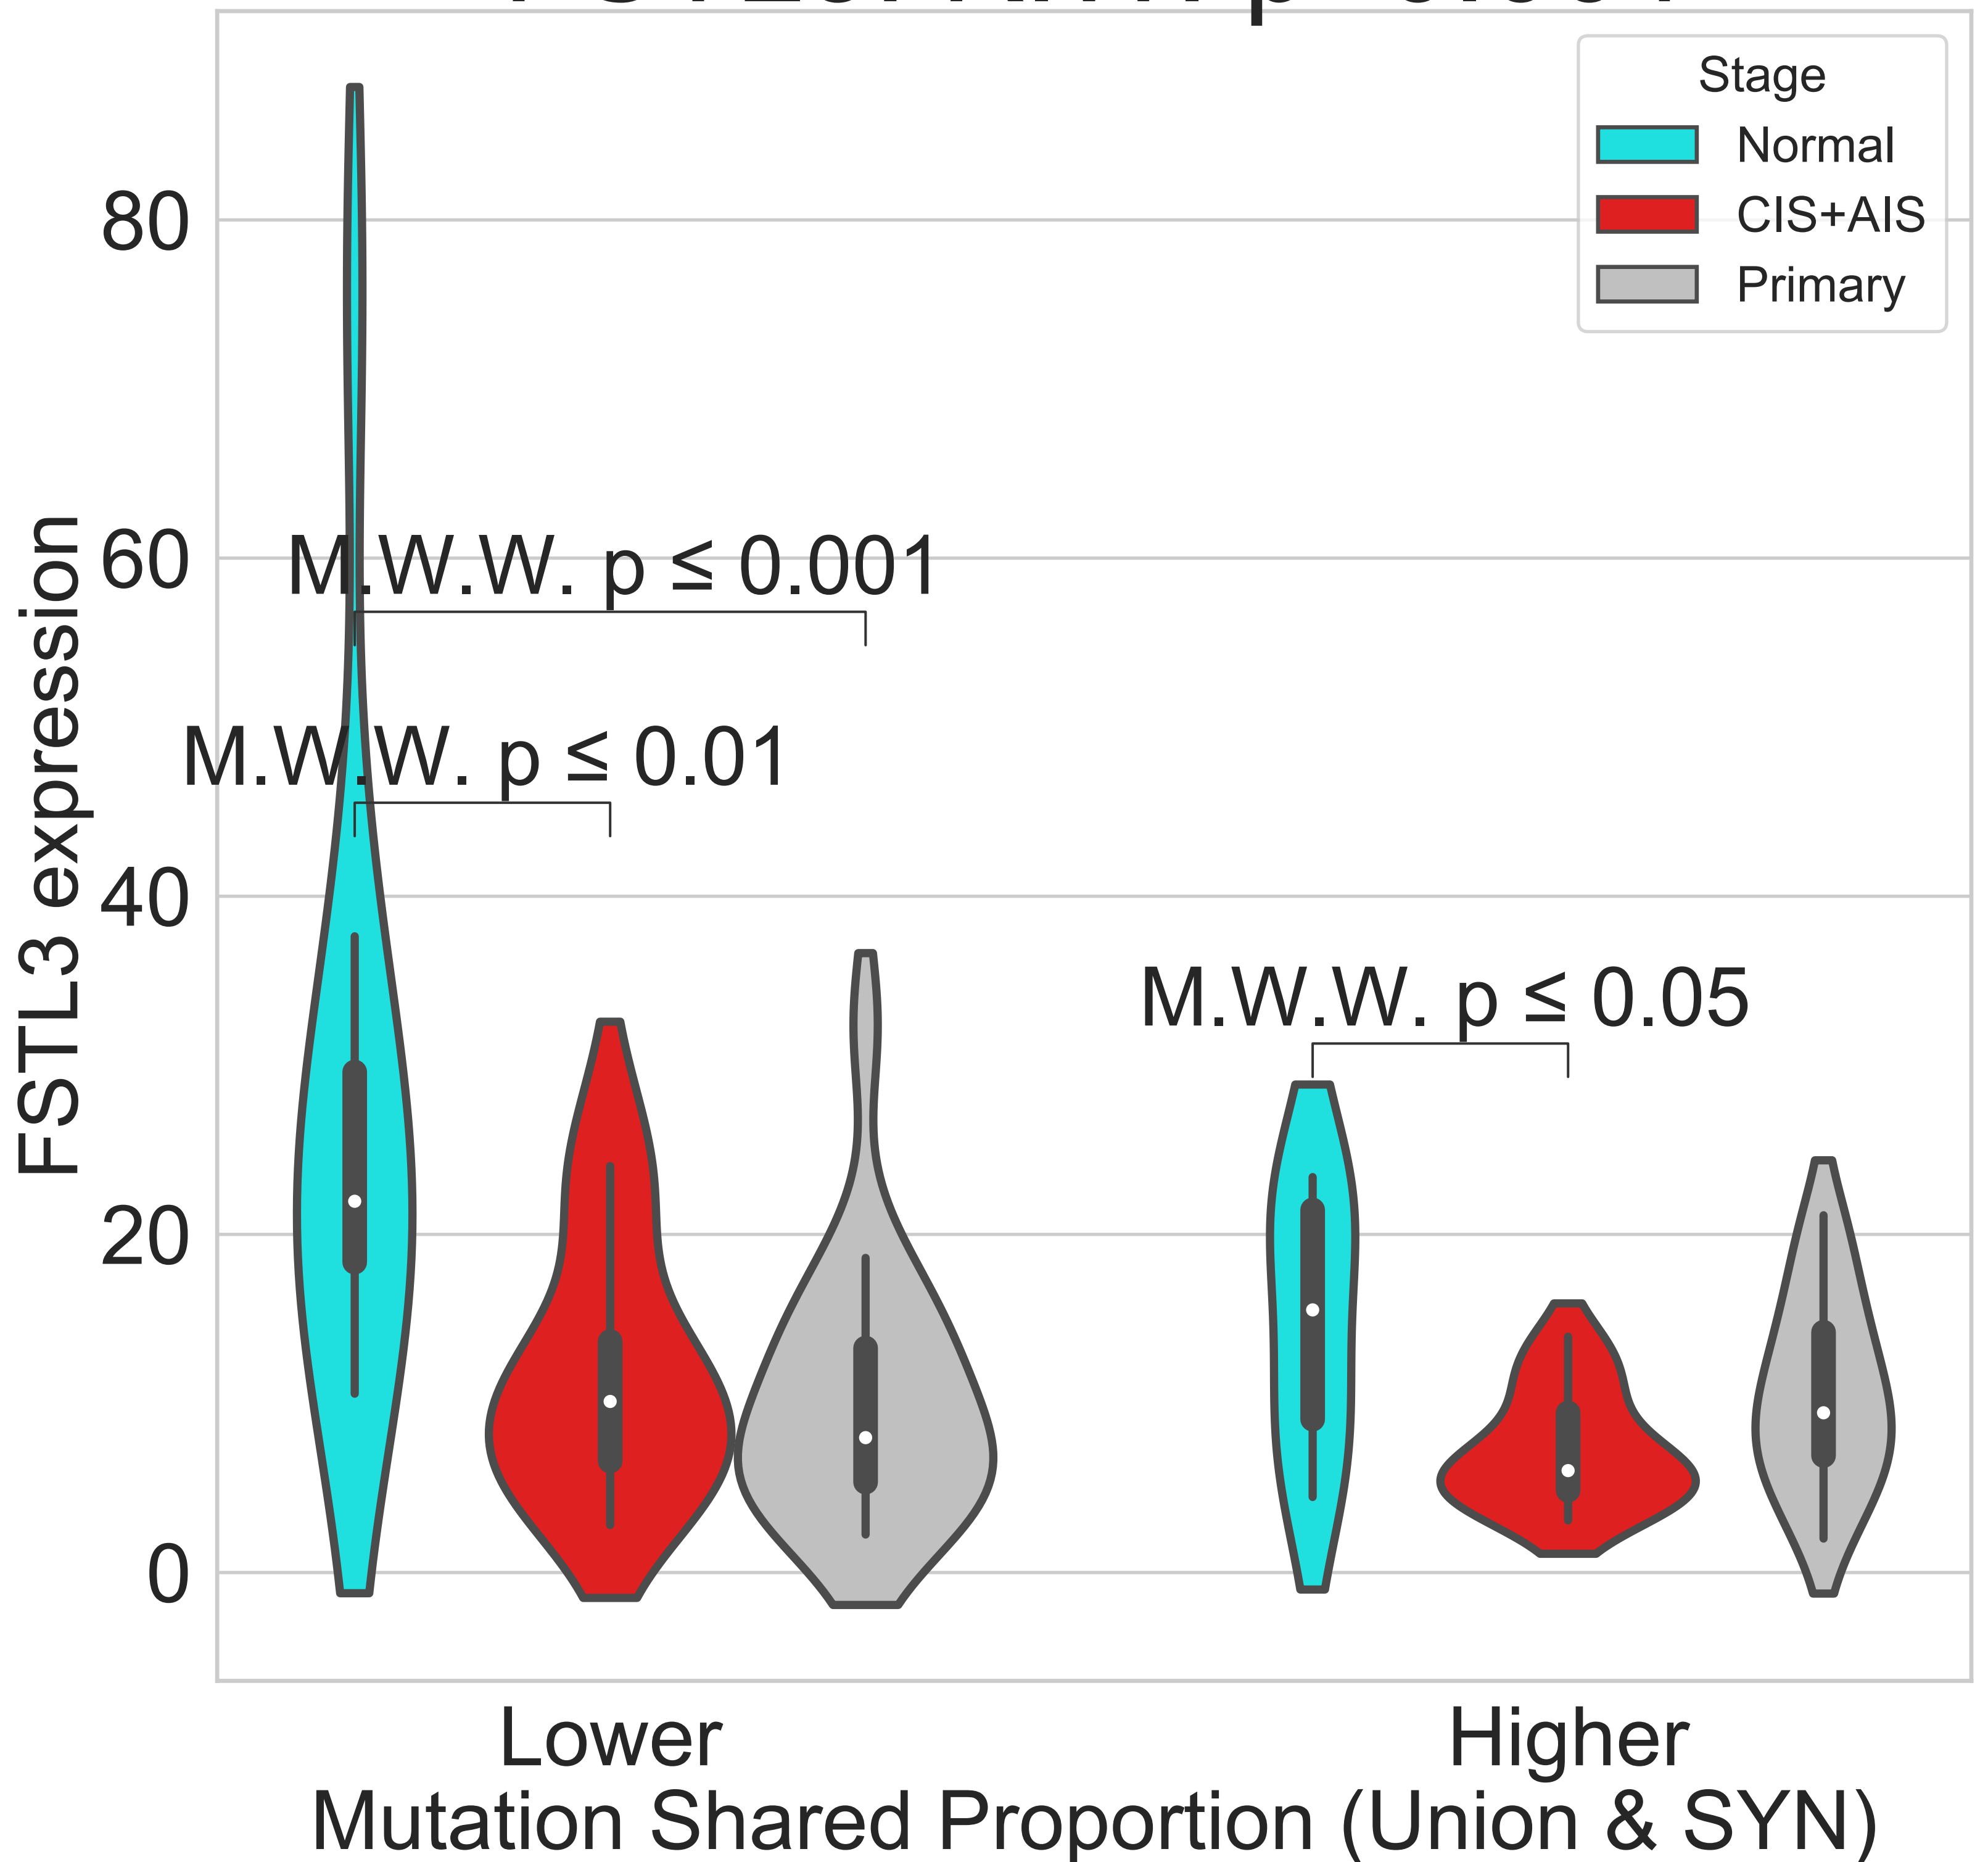 Stage
Normal
CIS+AIS
Primary
80
60
40
20
0
FSTL3 expression
M.W.W. p ≤ 0.001
M.W.W. p ≤ 0.01
M.W.W. p ≤ 0.05
Lower
Higher
Mutation Shared Proportion (Union & SYN)